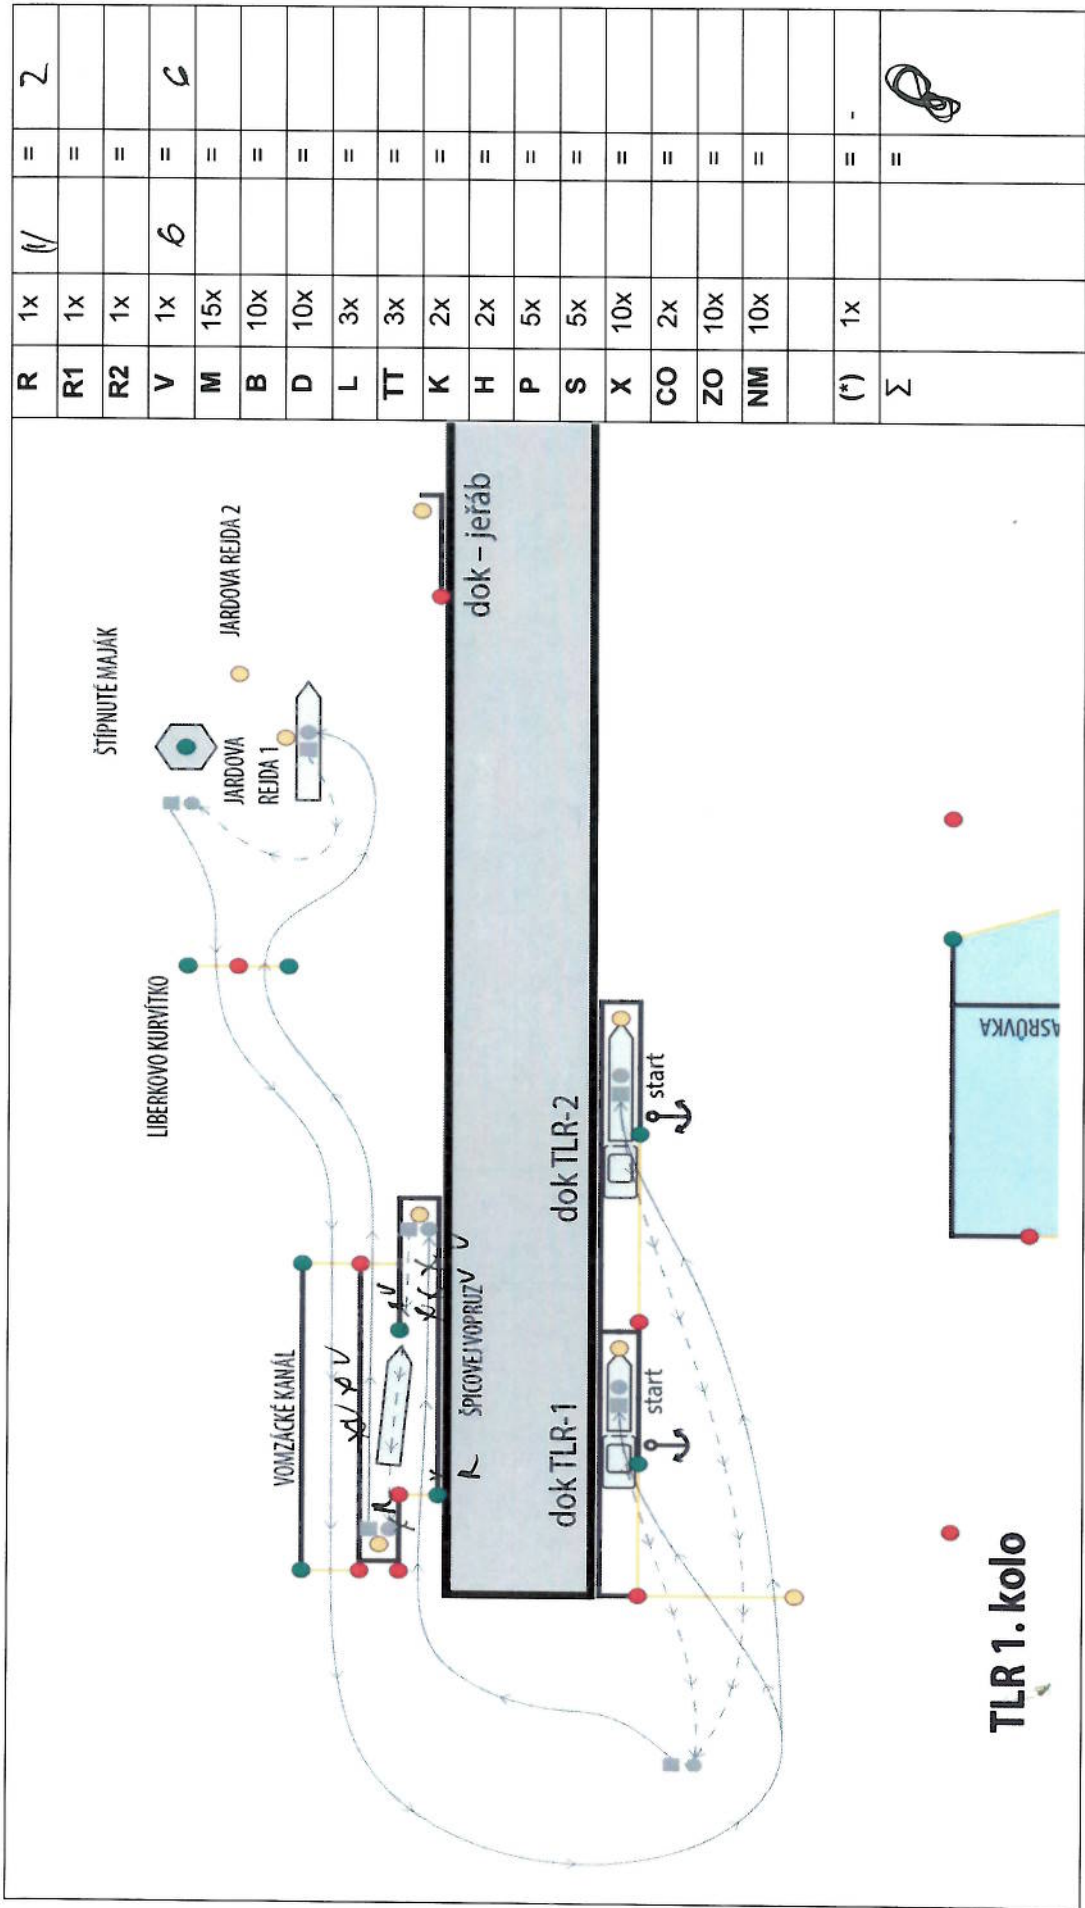 R 1x || = 2
R1 1x =
R2 1x =
V 1x 6 = 6
M 15x =
B 10x =
D 10x =
L 3x =
TT 3x =
K 2x =
H 2x =
P 5x =
S 5x =
X 10x =
CO 2x =
ZO 10x =
NM 10x =
(*) 1x = -
Σ = 8
ŠTÍPNUTÉ MAJÁK
JARDOVA REJDA 2
JARDOVA
REJDA 1
LIBERKOVO KURVÍTKO
VOMZÁCKÉ KANÁL
ŠPICOVEJ VOPRUZ
R
dok – jeřáb
dok TLR-1
dok TLR-2
start
start
ASRŮVKA
TLR 1. kolo